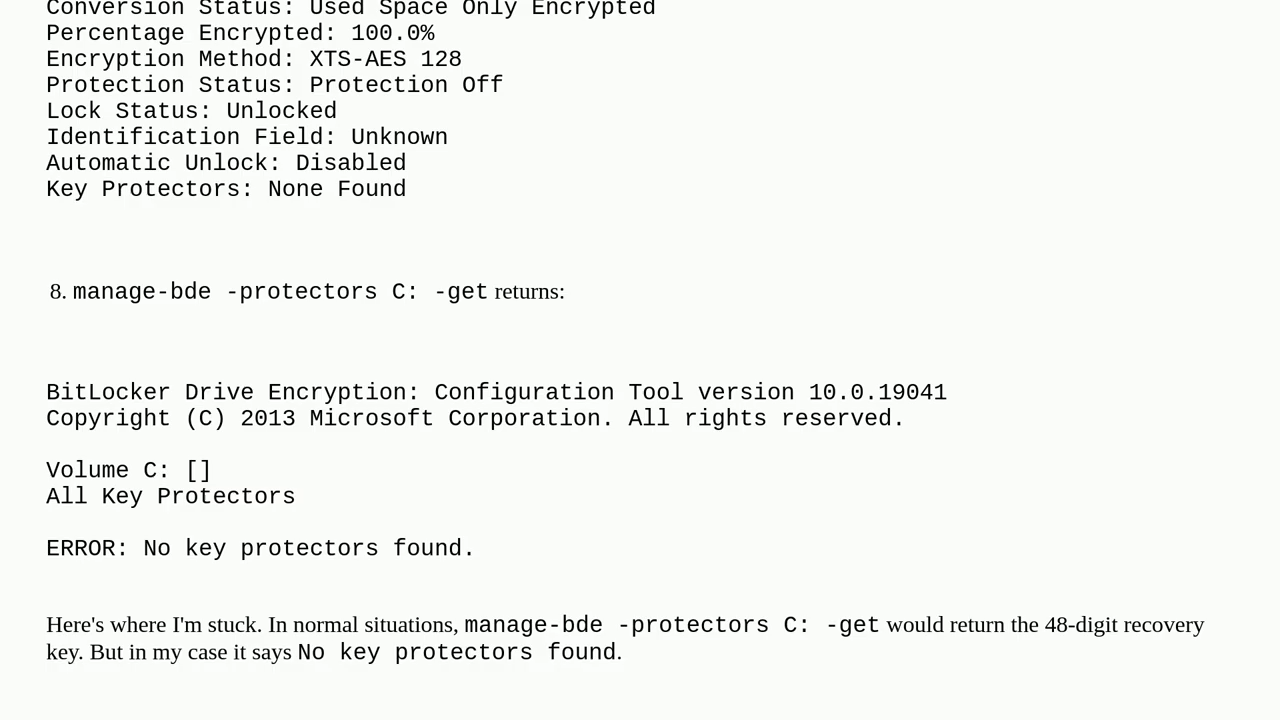 Conversion Status: Used Space Only Encrypted
Percentage Encrypted: 100.0%
Encryption Method: XTS-AES 128
Protection Status: Protection Off
Lock Status: Unlocked
Identification Field: Unknown
Automatic Unlock: Disabled
Key Protectors: None Found
8. manage-bde -protectors C: -get returns:
BitLocker Drive Encryption: Configuration Tool version 10.0.19041
Copyright (C) 2013 Microsoft Corporation. All rights reserved.
Volume C: []
All Key Protectors
ERROR: No key protectors found.
Here's where I'm stuck. In normal situations, manage-bde -protectors C: -get would return the 48-digit recovery
key. But in my case it says No key protectors found.